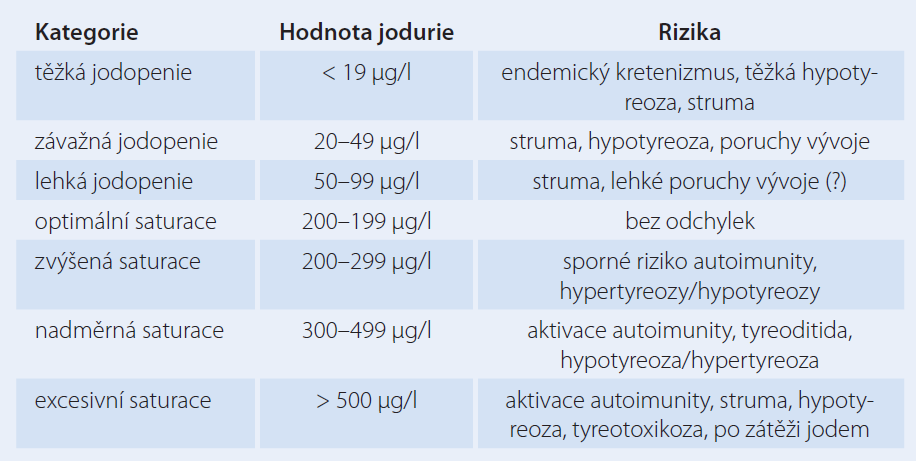 Kategorie Hodnota jodurie Rizika
těžká jodopenie < 19 μg/l endemický kretenizmus, těžká hypoty-
reoza, struma
závažná jodopenie 20–49 μg/l struma, hypotyreoza, poruchy vývoje
lehká jodopenie 50–99 μg/l struma, lehké poruchy vývoje (?)
optimální saturace 200–199 μg/l bez odchylek
zvýšená saturace 200–299 μg/l sporné riziko autoimunity,
hypertyreozy/hypotyreozy
nadměrná saturace 300–499 μg/l aktivace autoimunity, tyreoditida,
hypotyreoza/hypertyreoza
excesivní saturace > 500 μg/l aktivace autoimunity, struma, hypoty-
reoza, tyreotoxikoza, po zátěži jodem